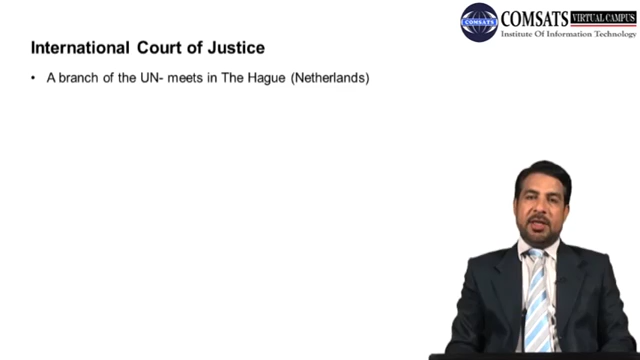 COMSATS VIRTUAL CAMPUS
Institute Of Information Technology
International Court of Justice
• A branch of the UN- meets in The Hague (Netherlands)